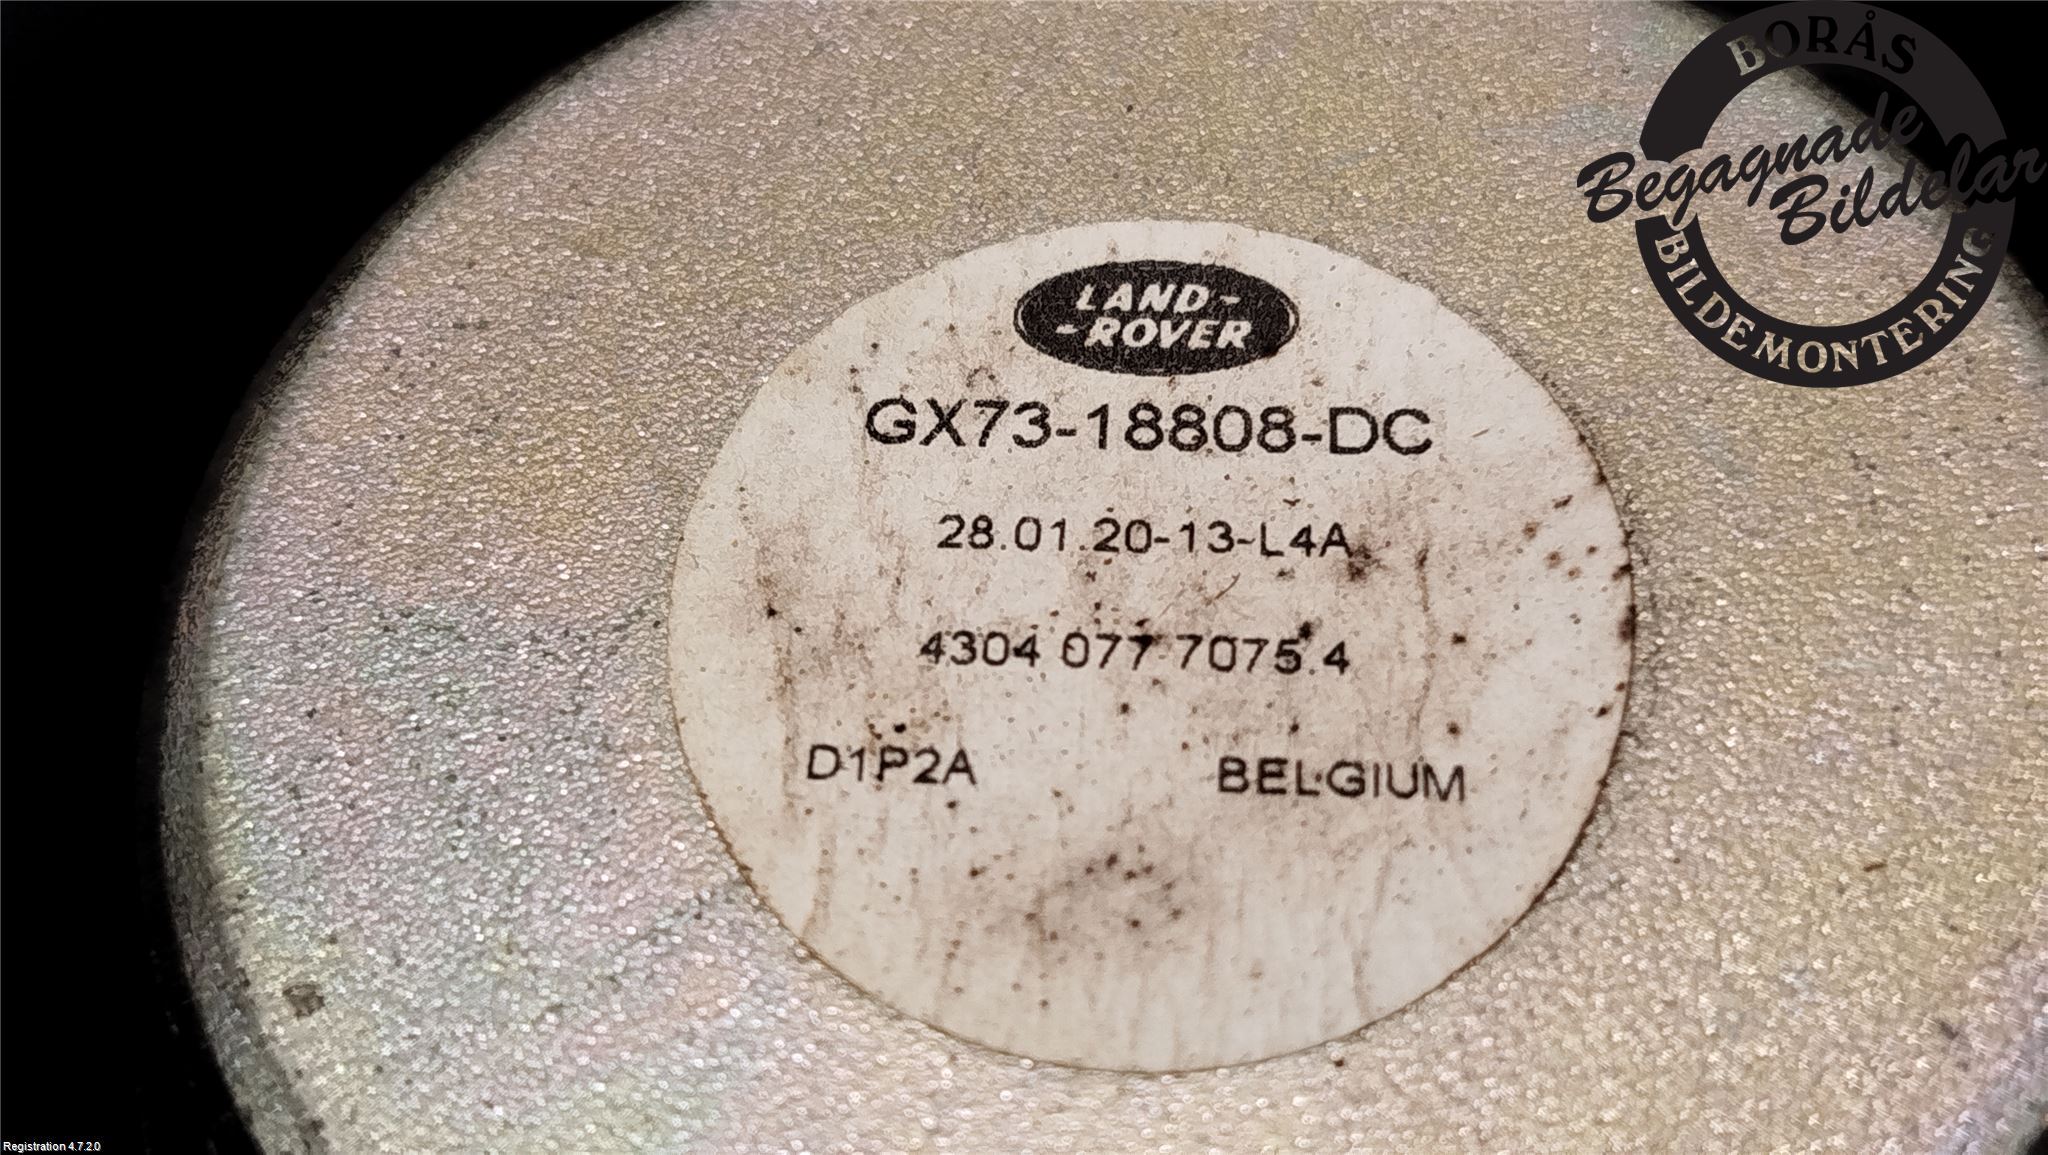 BORÅS
Begagnade
Bildelar
BILDEMONTERING
LAND-
-ROVER
GX73-18808-DC
28.01.20-13-L4A
4304 077 7075.4
D1P2A BELGIUM
Registration 4.7.2.0